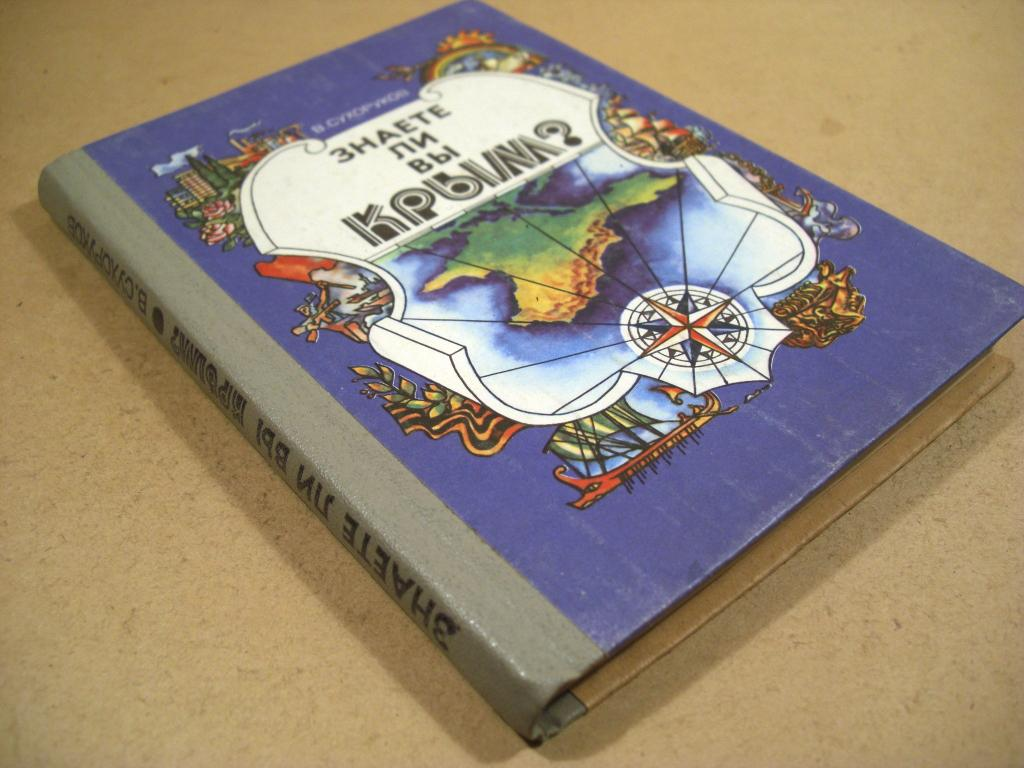 В. СУХОРУКОВ
ЗНАЕТЕ
ЛИ
ВЫ
КРЫМ?
ЗНАЕТЕ ЛИ ВЫ КРЫМ? ● В. СУХОРУКОВ